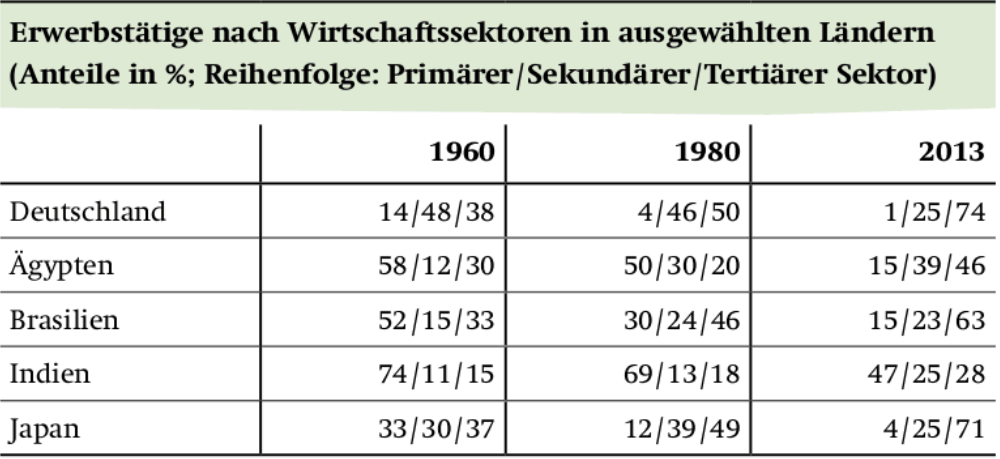 Erwerbstätige nach Wirtschaftssektoren in ausgewählten Ländern
(Anteile in %; Reihenfolge: Primärer/Sekundärer/Tertiärer Sektor)
1960 1980 2013
Deutschland 14/48/38 4/46/50 1/25/74
Ägypten 58/12/30 50/30/20 15/39/46
Brasilien 52/15/33 30/24/46 15/23/63
Indien 74/11/15 69/13/18 47/25/28
Japan 33/30/37 12/39/49 4/25/71